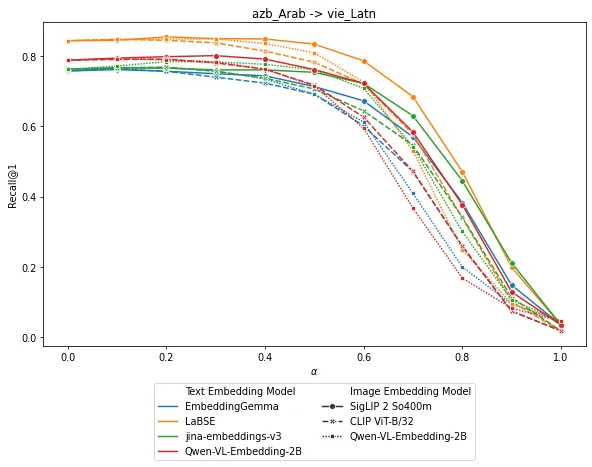 azb_Arab -> vie_Latn
Recall@1
0.8
0.6
0.4
0.2
0.0
0.0 0.2 0.4 0.6 0.8 1.0
α
Text Embedding Model
EmbeddingGemma
LaBSE
jina-embeddings-v3
Qwen-VL-Embedding-2B
Image Embedding Model
SigLIP 2 So400m
CLIP ViT-B/32
Qwen-VL-Embedding-2B